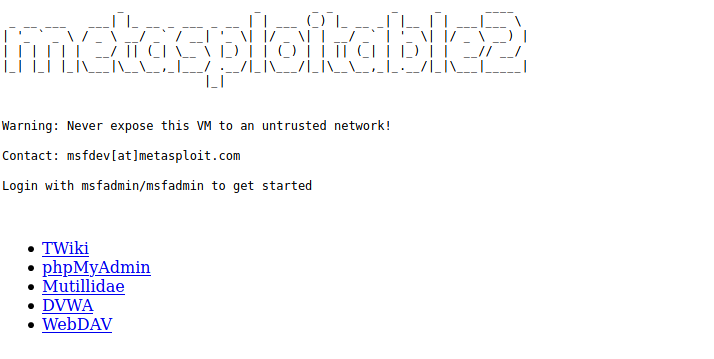 metasploitable2
Warning: Never expose this VM to an untrusted network!
Contact: msfdev[at]metasploit.com
Login with msfadmin/msfadmin to get started
TWiki
phpMyAdmin
Mutillidae
DVWA
WebDAV